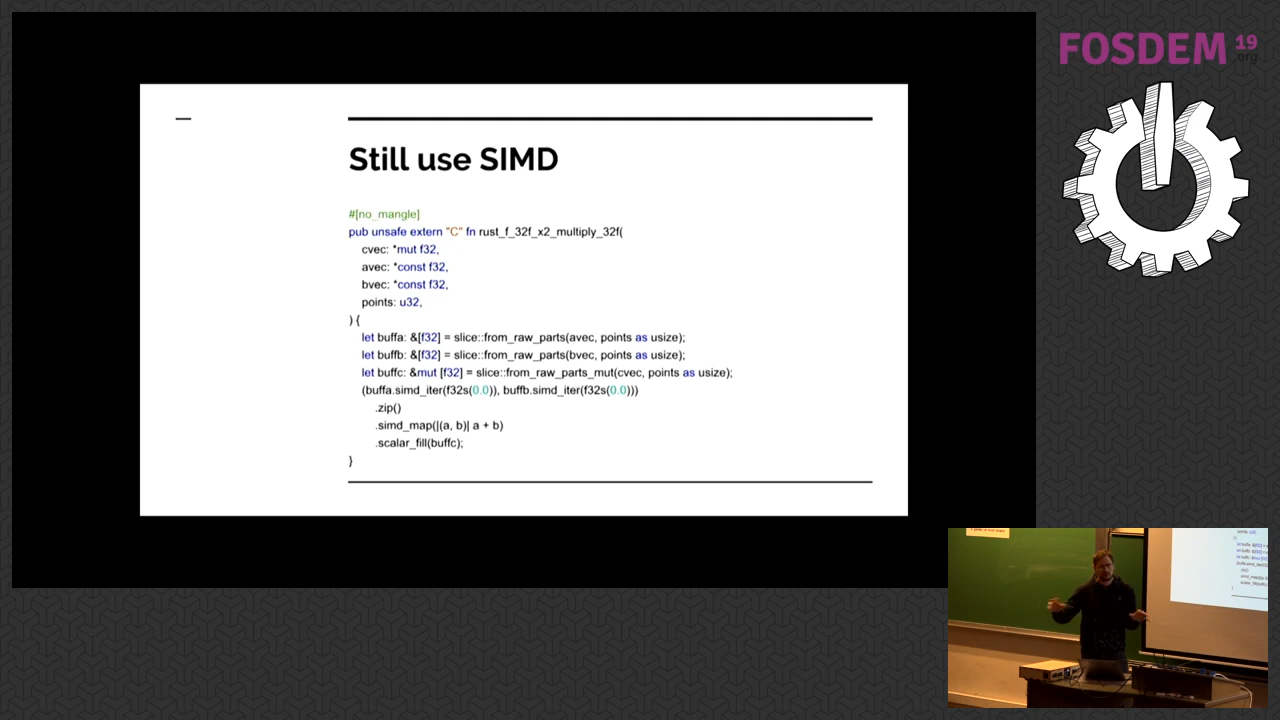 FOSDEM 19
.org
Still use SIMD
#[no_mangle]
pub unsafe extern "C" fn rust_f_32f_x2_multiply_32f(
cvec: *mut f32,
avec: *const f32,
bvec: *const f32,
points: u32,
) {
let buffa: &[f32] = slice::from_raw_parts(avec, points as usize);
let buffb: &[f32] = slice::from_raw_parts(bvec, points as usize);
let buffc: &mut [f32] = slice::from_raw_parts_mut(cvec, points as usize);
(buffa.simd_iter(f32s(0.0)), buffb.simd_iter(f32s(0.0)))
.zip()
.simd_map(|(a, b)| a + b)
.scalar_fill(buffc);
}